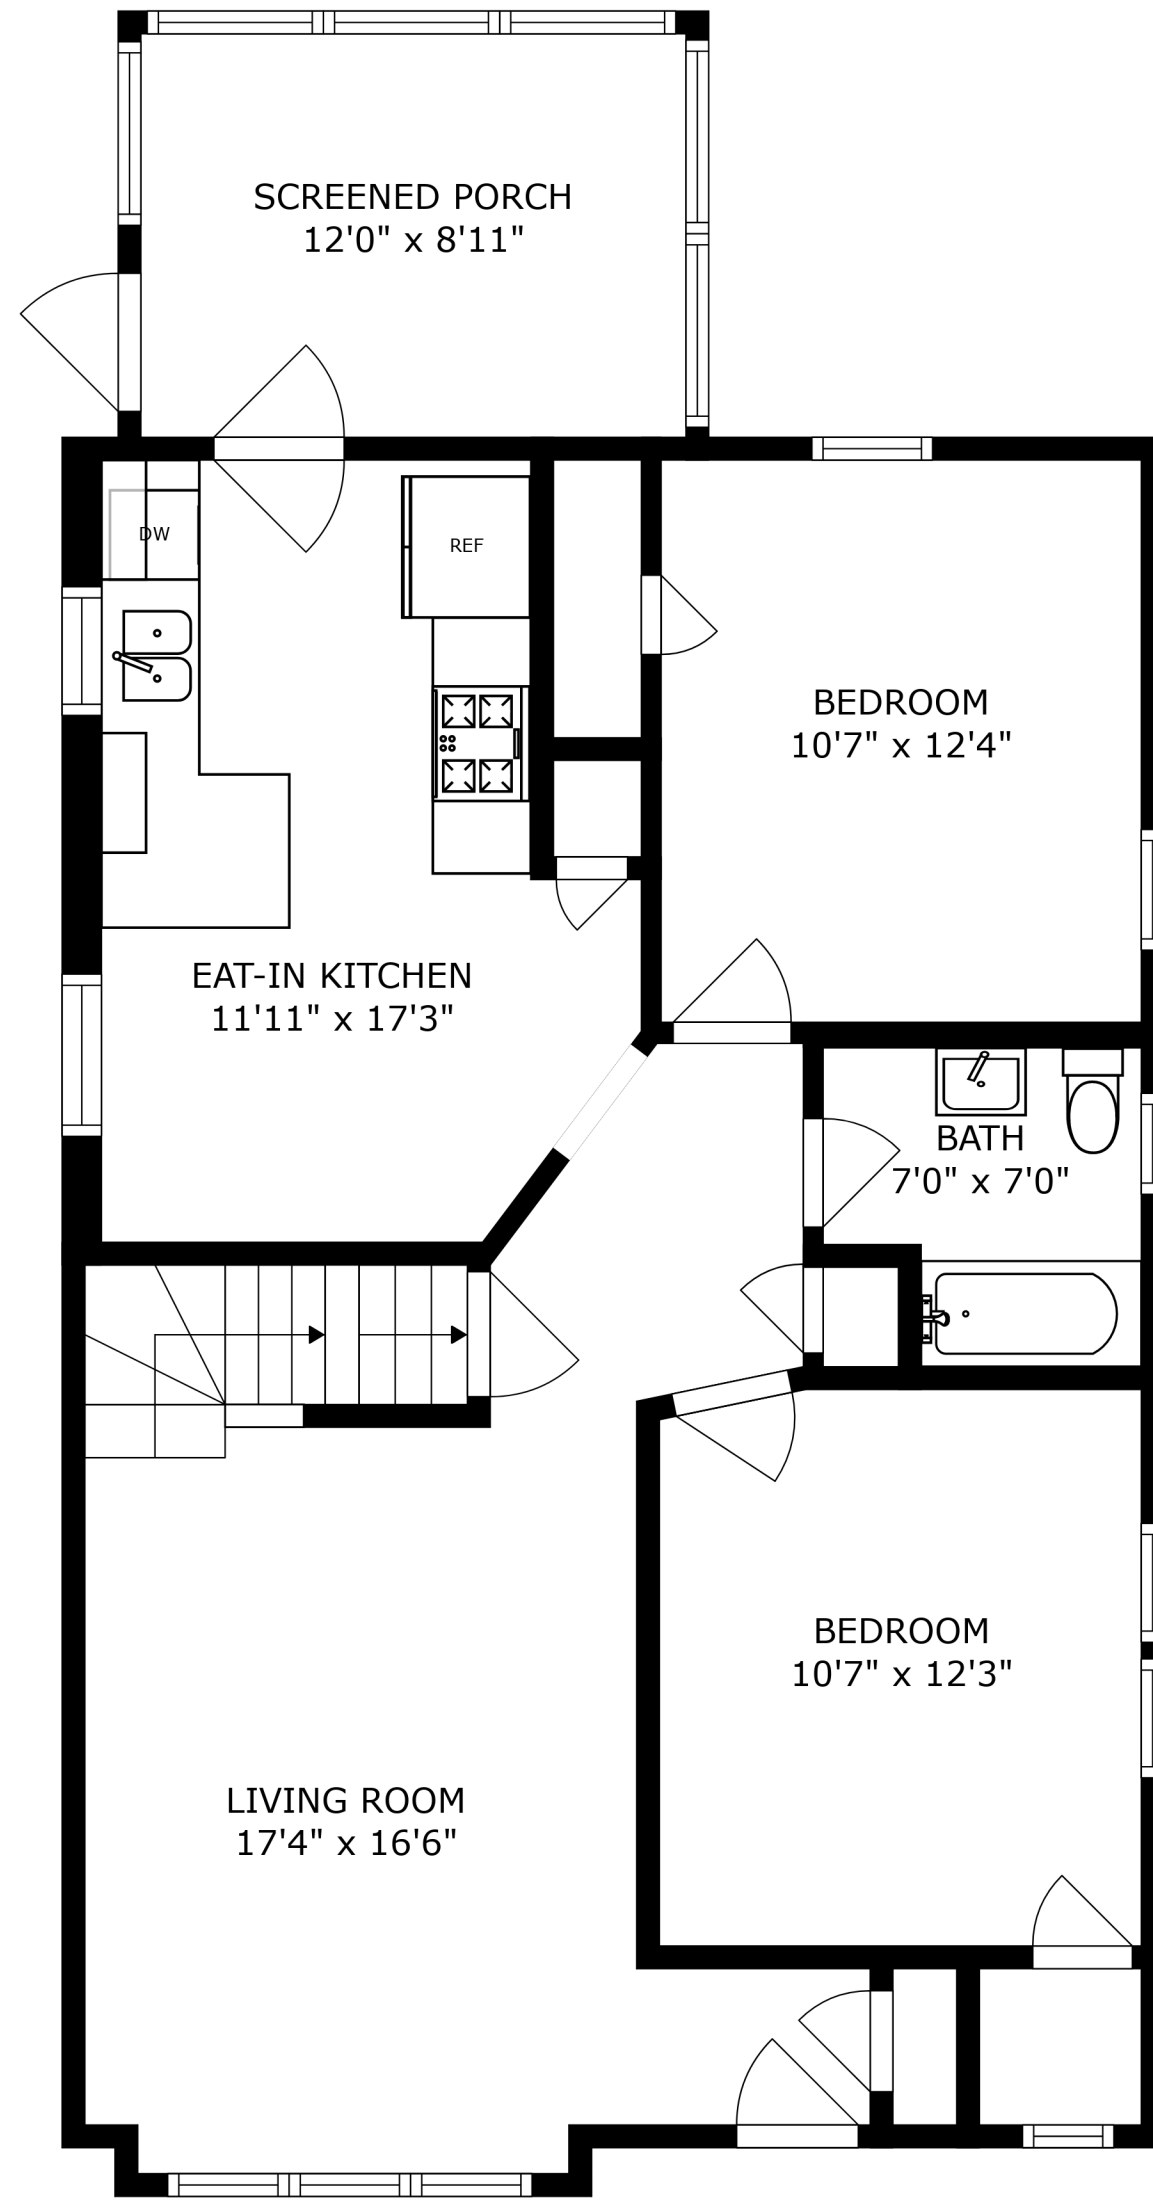 SCREENED PORCH
12'0" x 8'11"
DW
REF
BEDROOM
10'7" x 12'4"
EAT-IN KITCHEN
11'11" x 17'3"
BATH
7'0" x 7'0"
BEDROOM
10'7" x 12'3"
LIVING ROOM
17'4" x 16'6"